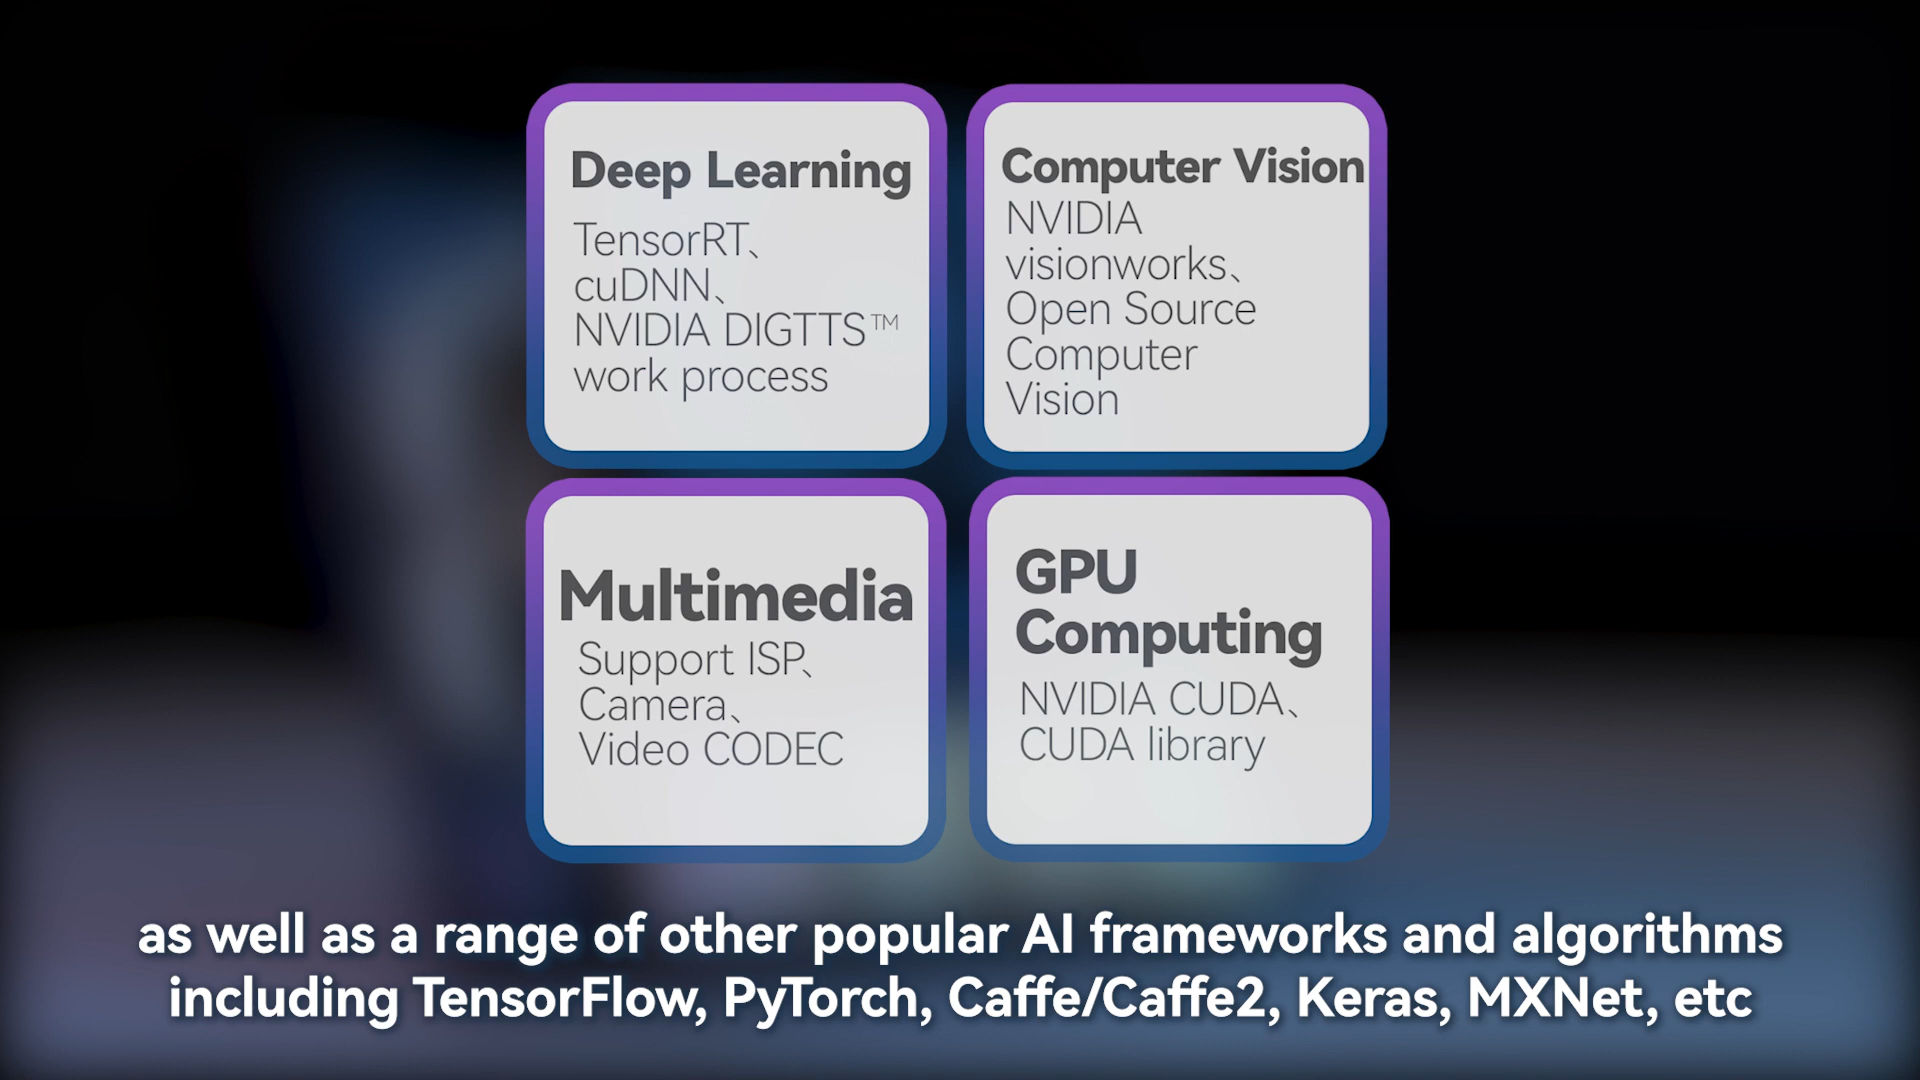 Deep Learning
TensorRT、
cuDNN、
NVIDIA DIGTTS™
work process
Computer Vision
NVIDIA
visionworks、
Open Source
Computer
Vision
Multimedia
Support ISP、
Camera、
Video CODEC
GPU
Computing
NVIDIA CUDA、
CUDA library
as well as a range of other popular AI frameworks and algorithms
including TensorFlow, PyTorch, Caffe/Caffe2, Keras, MXNet, etc